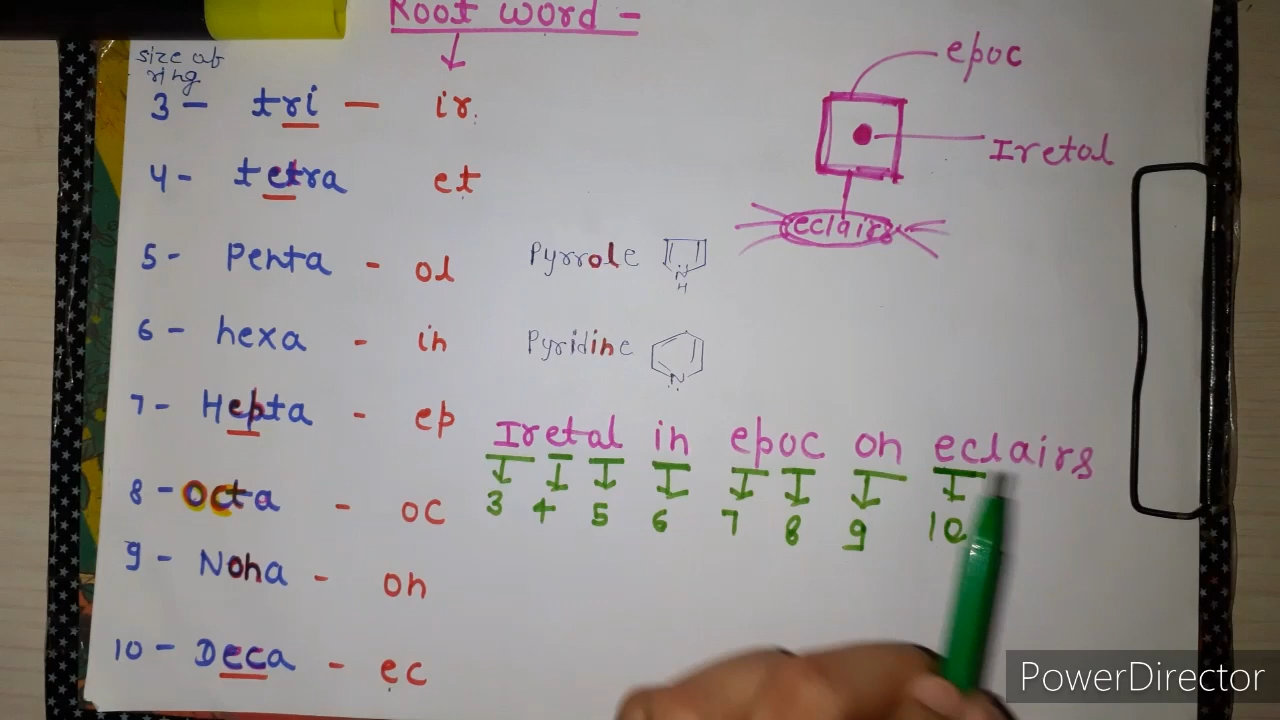 Root word -
size of
ring
3 - tri - ir
4 - tetra et
5 - Penta - ol
6 - hexa - in
7 - Hepta - ep
8 - octa - oc
9 - Nona - on
10 - Deca - ec
Pyrrole
N
H
Pyridine
N
epoc
Iretal
eclairs
Iretal in epoc on eclairs
3 4 5 6 7 8 9 10
PowerDirector